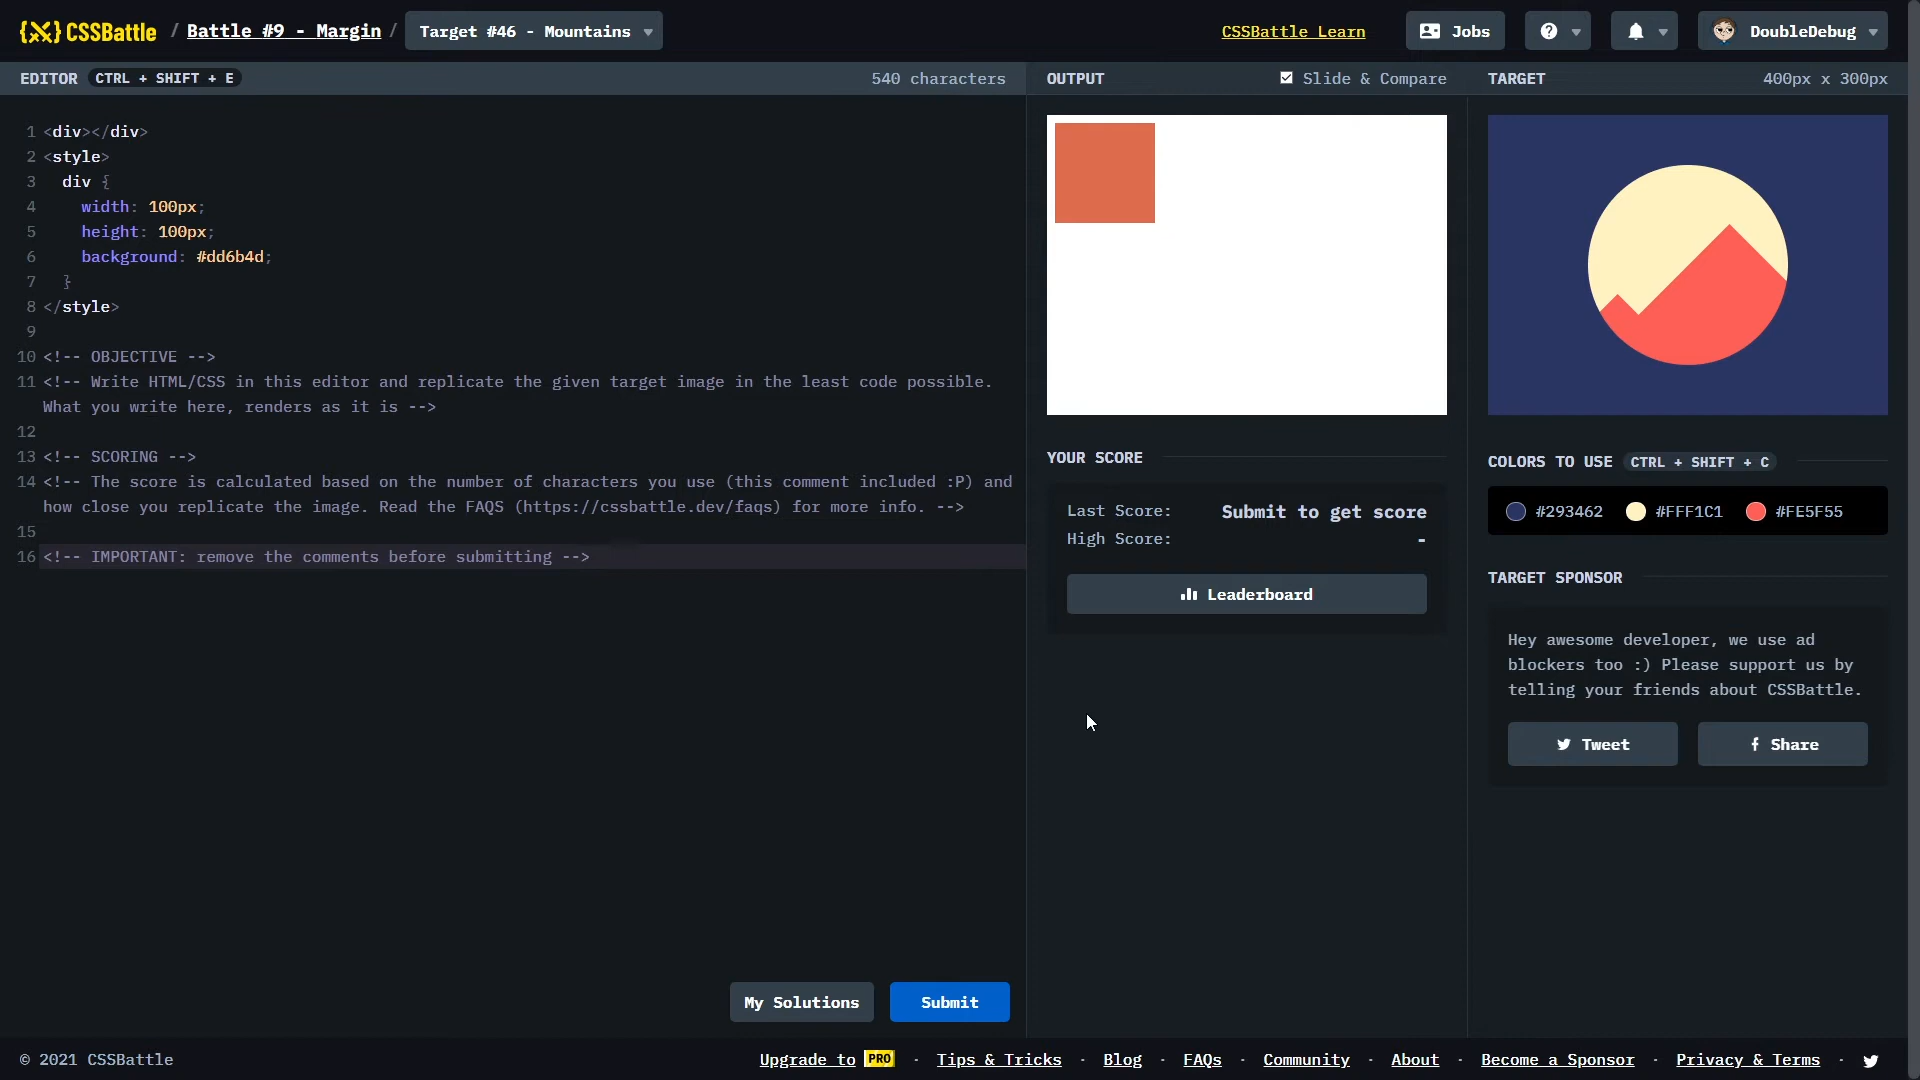 {X} CSSBattle / Battle #9 - Margin / Target #46 - Mountains
CSSBattle Learn
Jobs
DoubleDebug
EDITOR CTRL + SHIFT + E 540 characters
OUTPUT Slide & Compare
TARGET 400px x 300px
1 <div></div>
2 <style>
3 div {
4 width: 100px;
5 height: 100px;
6 background: #dd6b4d;
7 }
8 </style>
9
10 <!-- OBJECTIVE -->
11 <!-- Write HTML/CSS in this editor and replicate the given target image in the least code possible.
What you write here, renders as it is -->
12
13 <!-- SCORING -->
14 <!-- The score is calculated based on the number of characters you use (this comment included :P) and
how close you replicate the image. Read the FAQS (https://cssbattle.dev/faqs) for more info. -->
15
16 <!-- IMPORTANT: remove the comments before submitting -->
My Solutions
Submit
YOUR SCORE
Last Score: Submit to get score
High Score: -
Leaderboard
COLORS TO USE CTRL + SHIFT + C
#293462 #FFF1C1 #FE5F55
TARGET SPONSOR
Hey awesome developer, we use ad
blockers too :) Please support us by
telling your friends about CSSBattle.
Tweet
Share
© 2021 CSSBattle
Upgrade to PRO · Tips & Tricks · Blog · FAQs · Community · About · Become a Sponsor · Privacy & Terms ·